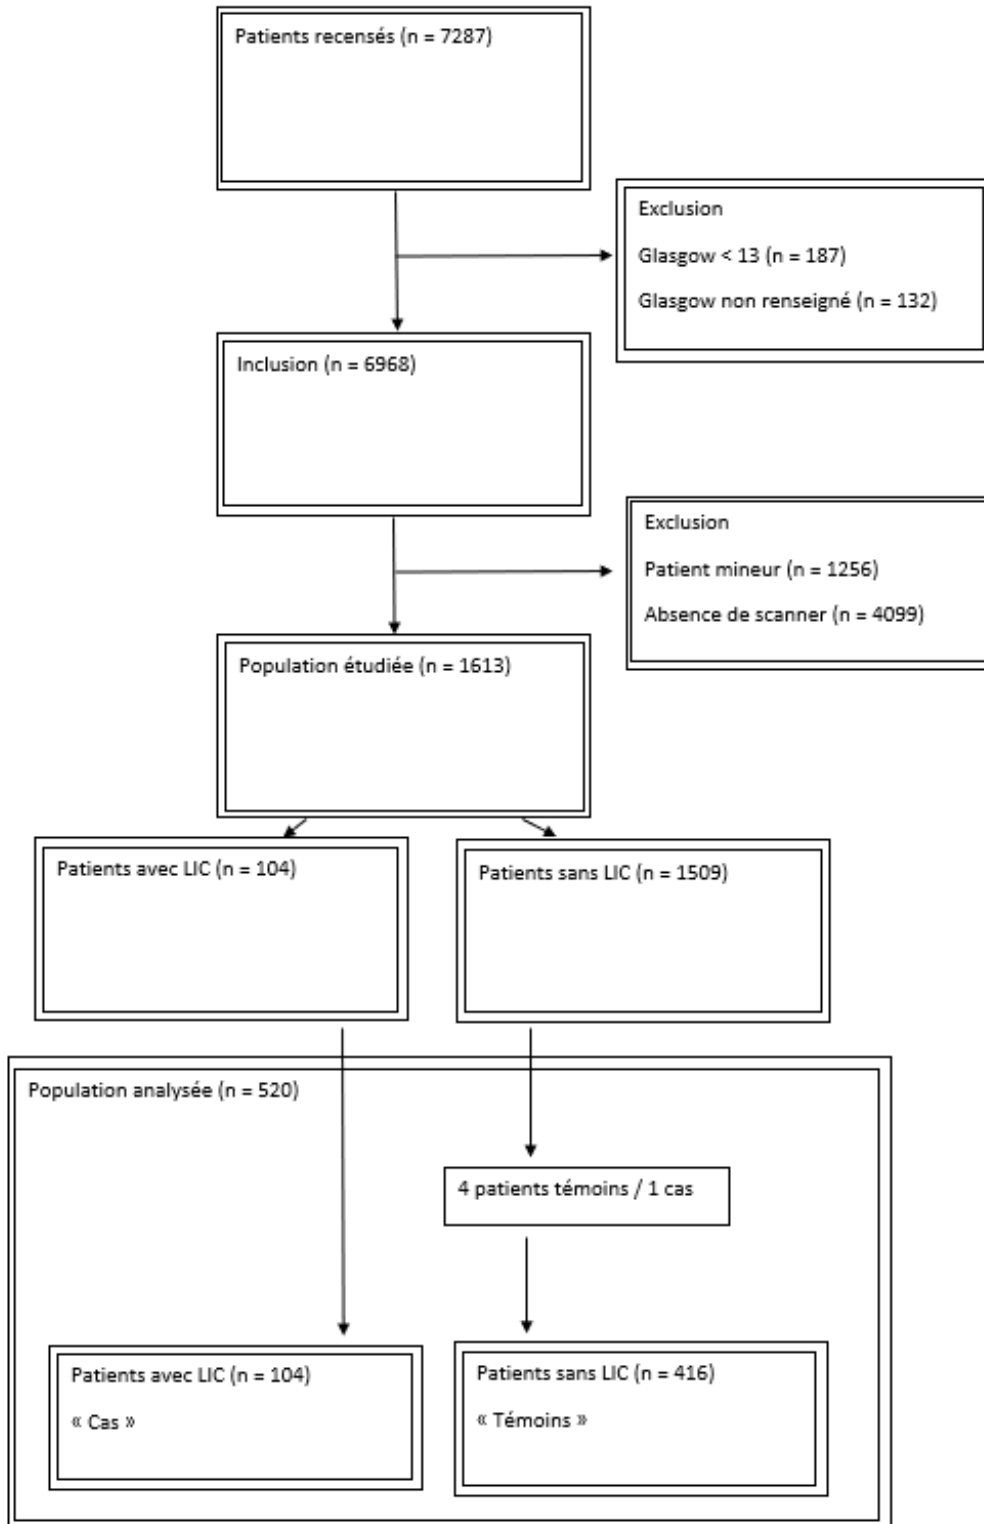 Patients recensés (n = 7287)
Exclusion
Glasgow < 13 (n = 187)
Glasgow non renseigné (n = 132)
Inclusion (n = 6968)
Exclusion
Patient mineur (n = 1256)
Absence de scanner (n = 4099)
Population étudiée (n = 1613)
Patients avec LIC (n = 104)
Patients sans LIC (n = 1509)
Population analysée (n = 520)
4 patients témoins / 1 cas
Patients avec LIC (n = 104)
« Cas »
Patients sans LIC (n = 416)
« Témoins »